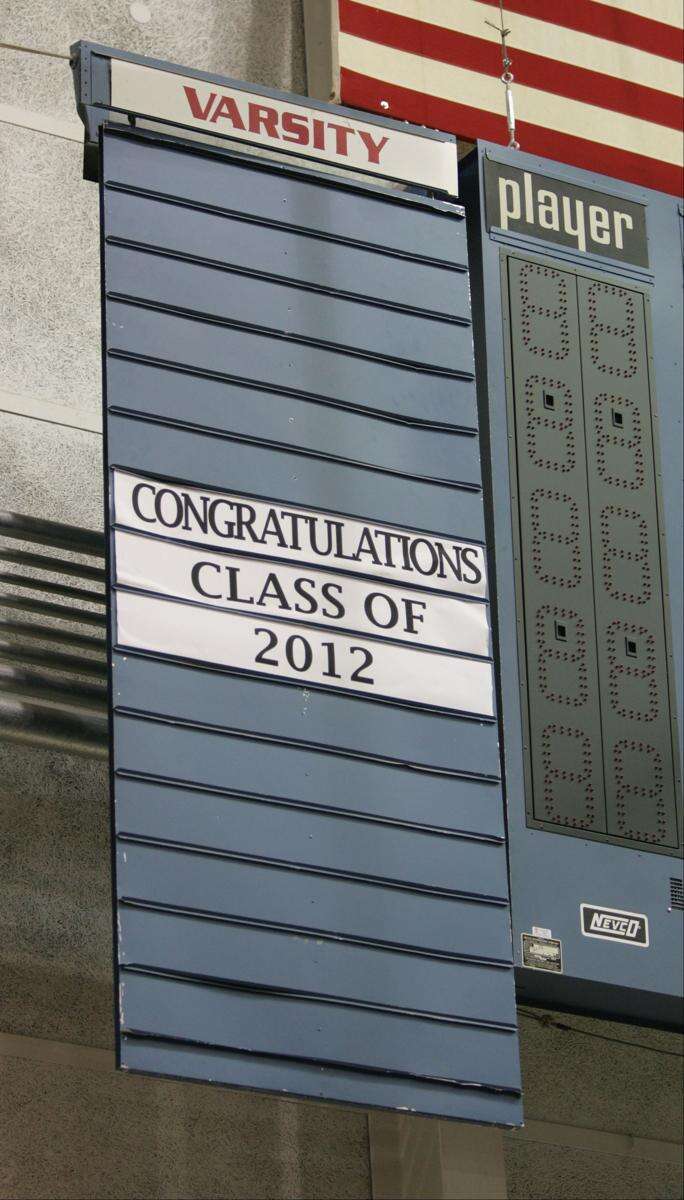 VARSITY
player
CONGRATULATIONS
CLASS OF
2012
NEVCO